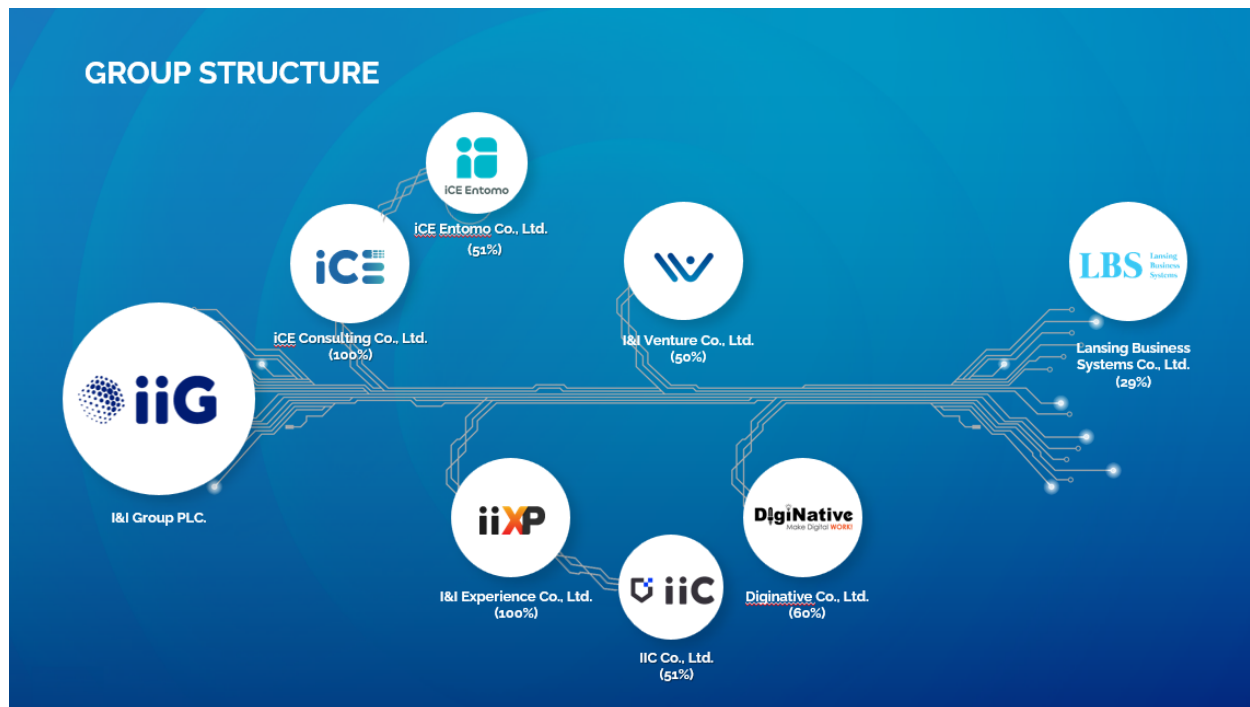 GROUP STRUCTURE
iCE Entomo
iCE Entomo Co., Ltd.
(51%)
iCE
iCE Consulting Co., Ltd.
(100%)
I&I Venture Co., Ltd.
(50%)
LBS
Lansing
Business
Systems
Lansing Business
Systems Co., Ltd.
(29%)
iiG
I&I Group PLC.
iiXP
I&I Experience Co., Ltd.
(100%)
iiC
IIC Co., Ltd.
(51%)
DigiNative
Make Digital WORK!
Diginative Co., Ltd.
(60%)